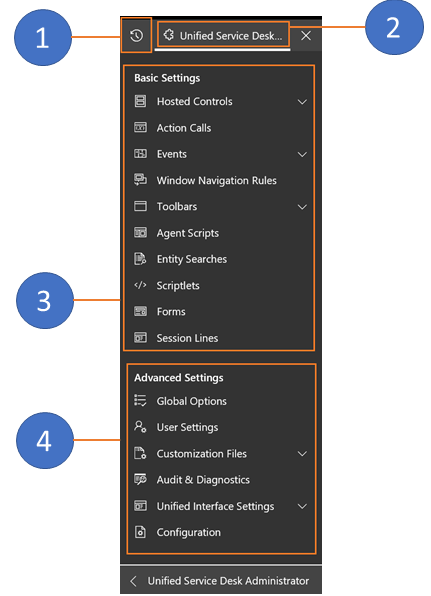 1
2
Unified Service Desk...
Basic Settings
Hosted Controls
Action Calls
Events
Window Navigation Rules
Toolbars
Agent Scripts
Entity Searches
Scriptlets
3
Forms
Session Lines
Advanced Settings
Global Options
User Settings
4
Customization Files
Audit & Diagnostics
Unified Interface Settings
Configuration
Unified Service Desk Administrator